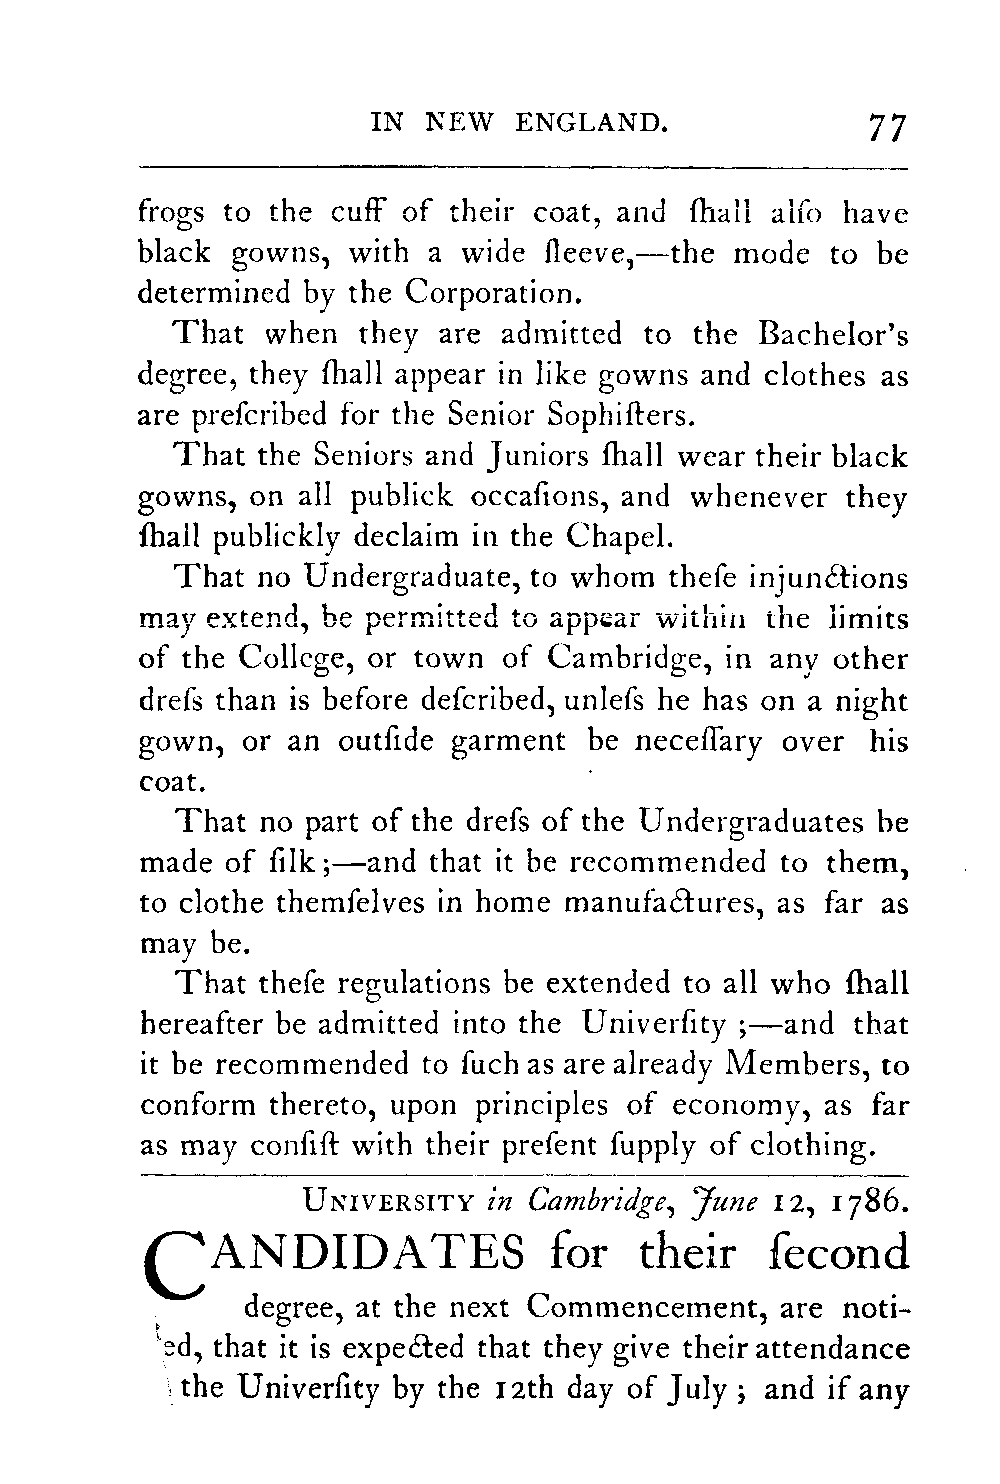 IN NEW ENGLAND. 77
frogs to the cuff of their coat, and ſhall alſo have
black gowns, with a wide ſleeve,—the mode to be
determined by the Corporation.
That when they are admitted to the Bachelor's
degree, they ſhall appear in like gowns and clothes as
are preſcribed for the Senior Sophiſters.
That the Seniors and Juniors ſhall wear their black
gowns, on all publick occaſions, and whenever they
ſhall publickly declaim in the Chapel.
That no Undergraduate, to whom theſe injunctions
may extend, be permitted to appear within the limits
of the College, or town of Cambridge, in any other
dreſs than is before deſcribed, unleſs he has on a night
gown, or an outſide garment be neceſſary over his
coat.
That no part of the dreſs of the Undergraduates be
made of ſilk;—and that it be recommended to them,
to clothe themſelves in home manufactures, as far as
may be.
That theſe regulations be extended to all who ſhall
hereafter be admitted into the Univerſity ;—and that
it be recommended to ſuch as are already Members, to
conform thereto, upon principles of economy, as far
as may conſiſt with their preſent ſupply of clothing.
UNIVERSITY in Cambridge, June 12, 1786.
CANDIDATES for their ſecond
degree, at the next Commencement, are noti-
ed, that it is expected that they give their attendance
the Univerſity by the 12th day of July ; and if any